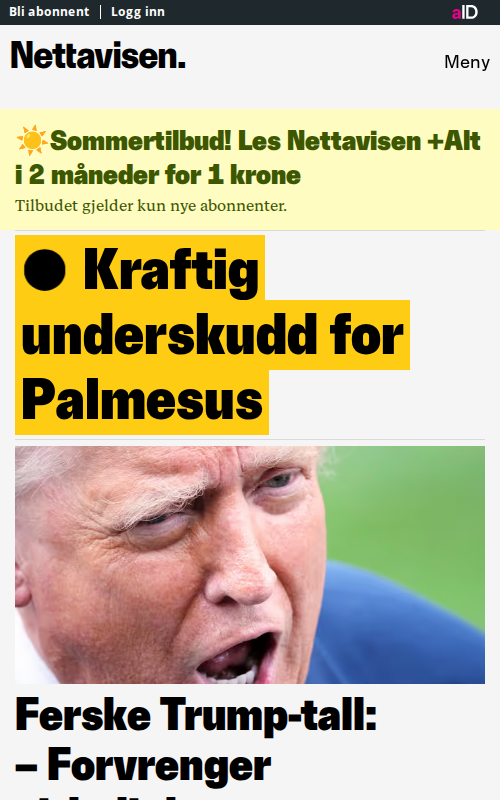 Bli abonnent
Logg inn
aID
Nettavisen.
Meny
☀️Sommertilbud! Les Nettavisen +Alt
i 2 måneder for 1 krone
Tilbudet gjelder kun nye abonnenter.
● Kraftig
underskudd for
Palmesus
Ferske Trump-tall:
– Forvrenger